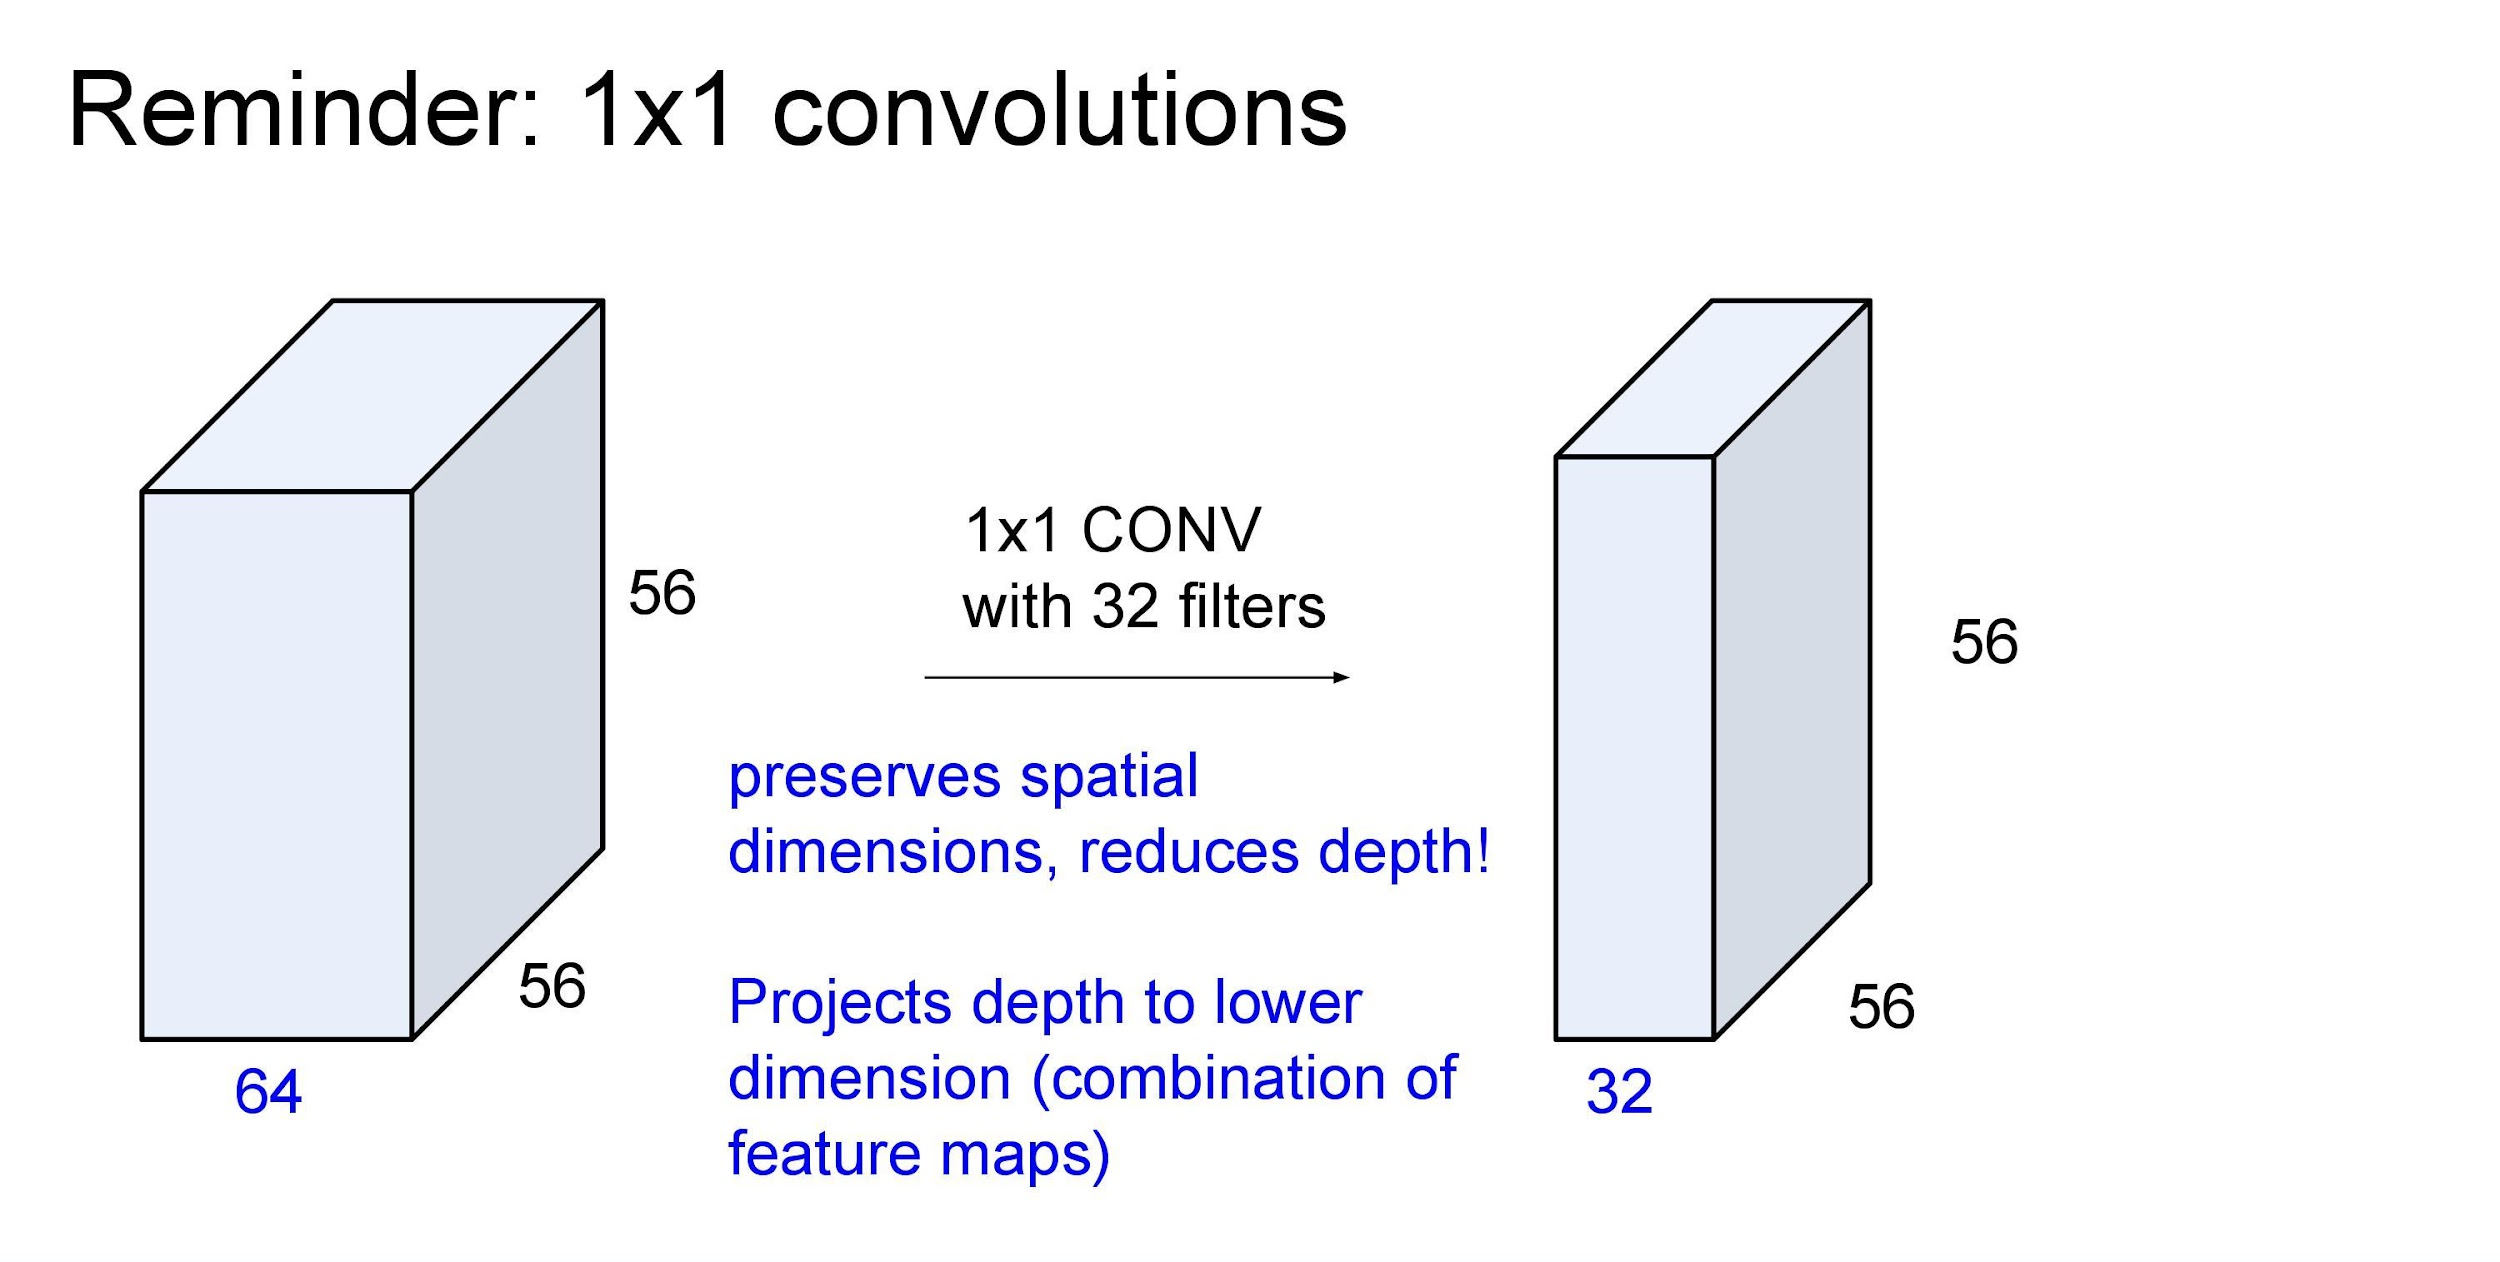 Reminder: 1x1 convolutions
56
56
64
1x1 CONV
with 32 filters
preserves spatial
dimensions, reduces depth!
Projects depth to lower
dimension (combination of
feature maps)
56
56
32